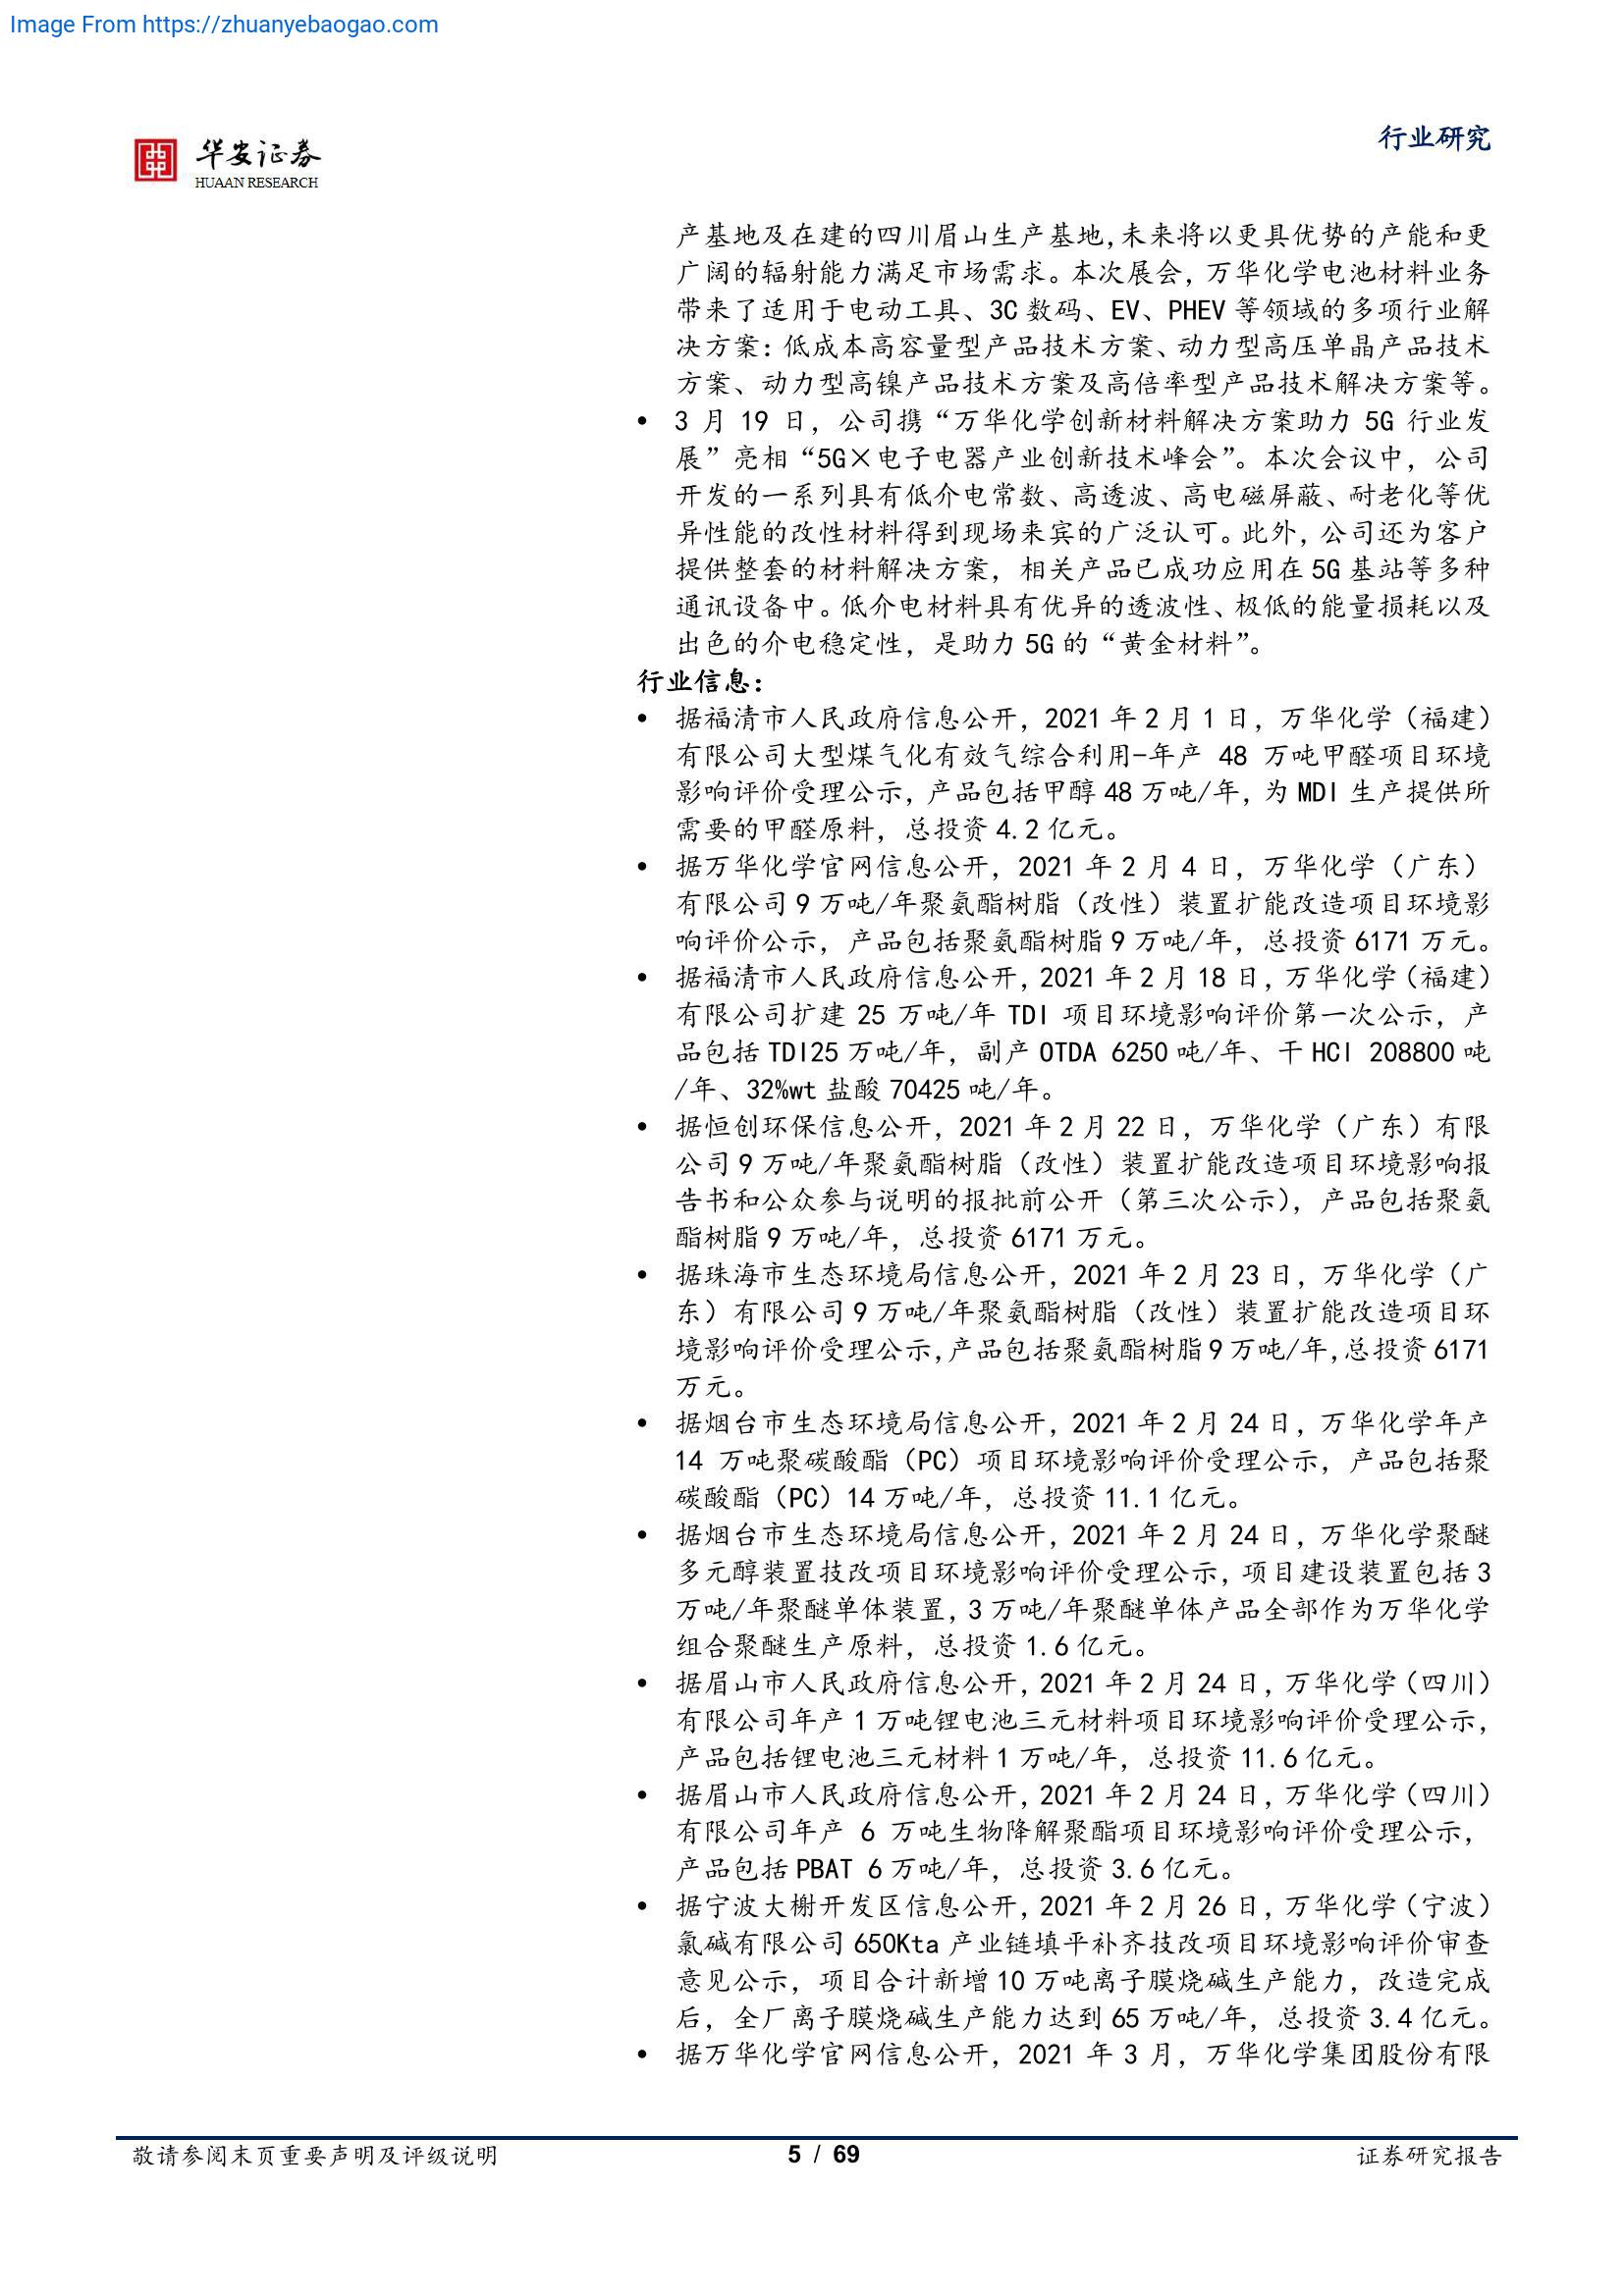 Image From https://zhuanyebaogao.com
华安证券
HUAAN RESEARCH
行业研究
产基地及在建的四川眉山生产基地,未来将以更具优势的产能和更
广阔的辐射能力满足市场需求。本次展会，万华化学电池材料业务
带来了适用于电动工具、3C 数码、EV、PHEV 等领域的多项行业解
决方案：低成本高容量型产品技术方案、动力型高压单晶产品技术
方案、动力型高镍产品技术方案及高倍率型产品技术解决方案等。
• 3 月 19 日，公司携“万华化学创新材料解决方案助力 5G 行业发
展”亮相“5G×电子电器产业创新技术峰会”。本次会议中，公司
开发的一系列具有低介电常数、高透波、高电磁屏蔽、耐老化等优
异性能的改性材料得到现场来宾的广泛认可。此外，公司还为客户
提供整套的材料解决方案，相关产品已成功应用在 5G 基站等多种
通讯设备中。低介电材料具有优异的透波性、极低的能量损耗以及
出色的介电稳定性，是助力 5G 的“黄金材料”。
行业信息：
• 据福清市人民政府信息公开，2021 年 2 月 1 日，万华化学（福建）
有限公司大型煤气化有效气综合利用-年产 48 万吨甲醛项目环境
影响评价受理公示，产品包括甲醇 48 万吨/年，为 MDI 生产提供所
需要的甲醛原料，总投资 4.2 亿元。
• 据万华化学官网信息公开，2021 年 2 月 4 日，万华化学（广东）
有限公司 9 万吨/年聚氨酯树脂（改性）装置扩能改造项目环境影
响评价公示，产品包括聚氨酯树脂 9 万吨/年，总投资 6171 万元。
• 据福清市人民政府信息公开，2021 年 2 月 18 日，万华化学（福建）
有限公司扩建 25 万吨/年 TDI 项目环境影响评价第一次公示，产
品包括 TDI25 万吨/年，副产 OTDA 6250 吨/年、干 HCl 208800 吨
/年、32%wt 盐酸 70425 吨/年。
• 据恒创环保信息公开，2021 年 2 月 22 日，万华化学（广东）有限
公司 9 万吨/年聚氨酯树脂（改性）装置扩能改造项目环境影响报
告书和公众参与说明的报批前公开（第三次公示），产品包括聚氨
酯树脂 9 万吨/年，总投资 6171 万元。
• 据珠海市生态环境局信息公开，2021 年 2 月 23 日，万华化学（广
东）有限公司 9 万吨/年聚氨酯树脂（改性）装置扩能改造项目环
境影响评价受理公示,产品包括聚氨酯树脂 9 万吨/年,总投资 6171
万元。
• 据烟台市生态环境局信息公开，2021 年 2 月 24 日，万华化学年产
14 万吨聚碳酸酯（PC）项目环境影响评价受理公示，产品包括聚
碳酸酯（PC）14 万吨/年，总投资 11.1 亿元。
• 据烟台市生态环境局信息公开，2021 年 2 月 24 日，万华化学聚醚
多元醇装置技改项目环境影响评价受理公示，项目建设装置包括 3
万吨/年聚醚单体装置，3 万吨/年聚醚单体产品全部作为万华化学
组合聚醚生产原料，总投资 1.6 亿元。
• 据眉山市人民政府信息公开，2021 年 2 月 24 日，万华化学（四川）
有限公司年产 1 万吨锂电池三元材料项目环境影响评价受理公示，
产品包括锂电池三元材料 1 万吨/年，总投资 11.6 亿元。
• 据眉山市人民政府信息公开，2021 年 2 月 24 日，万华化学（四川）
有限公司年产 6 万吨生物降解聚酯项目环境影响评价受理公示，
产品包括 PBAT 6 万吨/年，总投资 3.6 亿元。
• 据宁波大榭开发区信息公开，2021 年 2 月 26 日，万华化学（宁波）
氯碱有限公司 650Kta 产业链填平补齐技改项目环境影响评价审查
意见公示，项目合计新增 10 万吨离子膜烧碱生产能力，改造完成
后，全厂离子膜烧碱生产能力达到 65 万吨/年，总投资 3.4 亿元。
• 据万华化学官网信息公开，2021 年 3 月，万华化学集团股份有限
敬请参阅末页重要声明及评级说明
5 / 69
证券研究报告